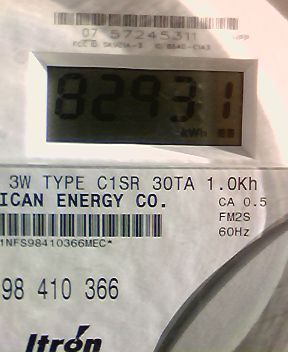 07 57245311
82931
kWh
3W TYPE C1SR 30TA 1.0Kh
ICAN ENERGY CO.
CA 0.5
FM2S
1NFS98410366MEC*
60Hz
98 410 366
Itron